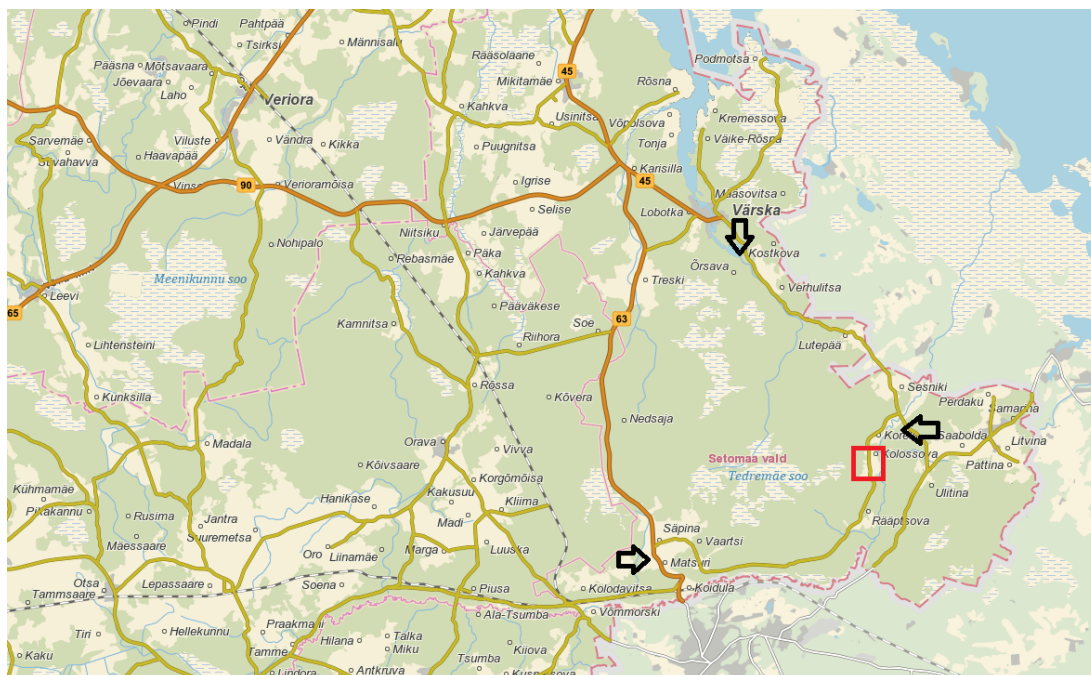 Pindi
Pahtpää
Tsirksi
Männisalu
Rääsolaane
Podmotsa
Pääsna
Mõtsavaara
45
Mikitamäe
Jõevaara
Laho
Rõsna
Veriora
Kahkva
Usinitsa
Võpolsova
Kremessova
Sarvemäe
Viluste
Vändra
Kikka
Puugnitsa
Tonja
Väike-Rõsna
Süvahavva
Haavapää
Karisilla
90
Verioramõisa
Igrise
45
Maasovitsa
Selise
Lobotka
Värska
Niitsiku
Järvepää
Nohipalo
Rebasmäe
Päka
Kostkova
Meenikunnu soo
Kahkva
Treski
Õrsava
Verhulitsa
Leevi
Pääväkese
65
Kamnitsa
Soe
63
Riihora
Lutepää
Lihtensteini
Rõssa
Sesniki
Kunksilla
Kõvera
Perdaku
Nedsaja
Samarina
Madala
Orava
Vivva
Saabolda
Litvina
Kolossova
Setomaa vald
Kõivsaare
Pattina
Tedremäe soo
Korgõmõisa
Ulitina
Kühmamäe
Hanikase
Kakusuu
Kliima
Pikakannu
Rusima
Jantra
Madi
Rääptsova
Suuremetsa
Säpina
Mäessaare
Oro
Liinamäe
Marga
Luuska
Vaartsi
Matsuri
Otsa
Lepassaare
Soena
Piusa
Kolodavitsa
Koidula
Tammsaare
Ala-Tsumba
Võmmorski
Praakmani
Tiri
Hellekunnu
Hilana
Talka
Kiiova
Kaku
Tamme
Miku
Tsumba
Lindora
Antkruva